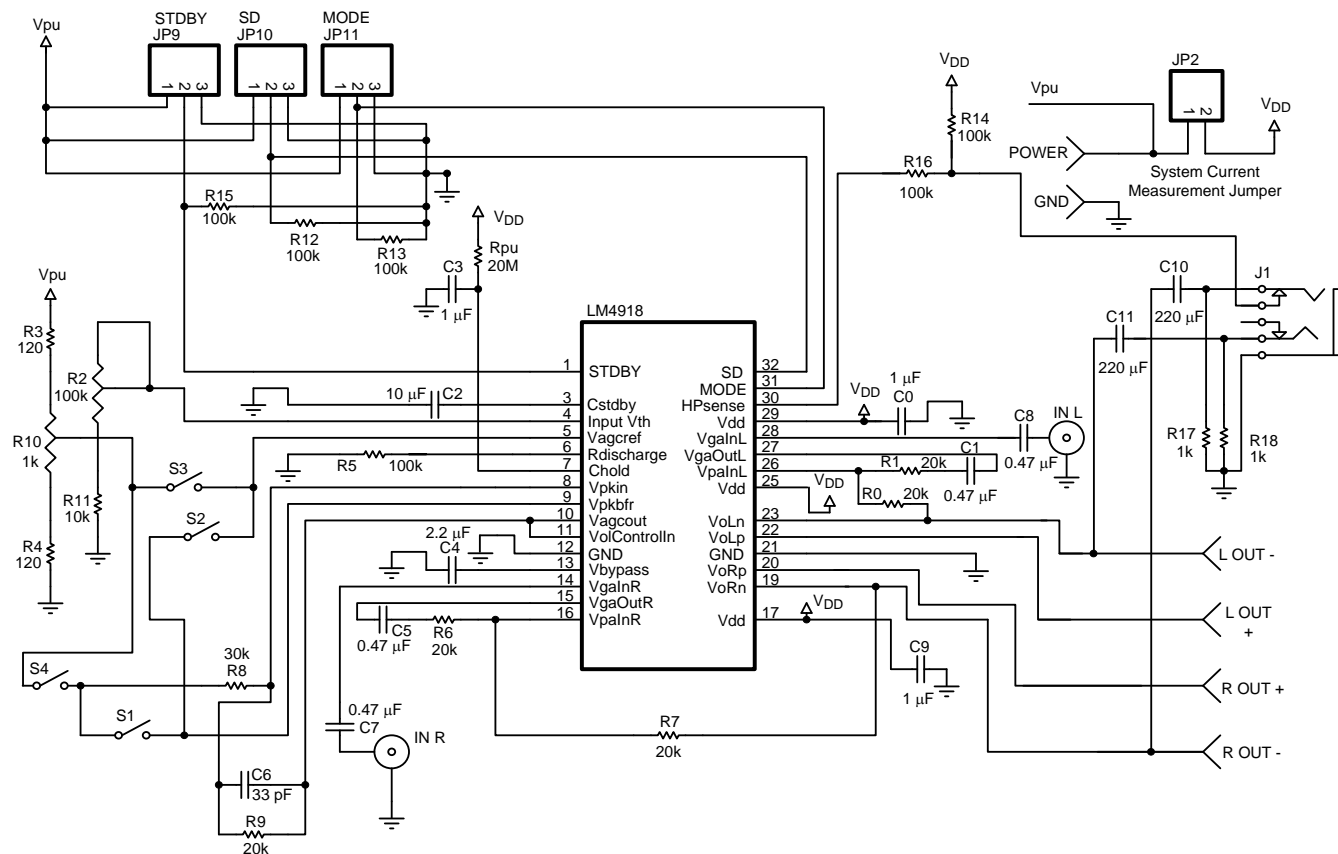 STDBY
JP9
SD
JP10
MODE
JP11
Vpu
1 2 3
1 2 3
1 2 3
VDD
R14
100k
R16
100k
Vpu
JP2
1 2
VDD
POWER
System Current
Measurement Jumper
GND
R15
100k
R12
100k
R13
100k
VDD
Rpu
20M
C3
1 µF
Vpu
R3
120
R2
100k
R10
1k
R11
10k
R4
120
S3
S2
S4
S1
R8
30k
C6
33 pF
R9
20k
10 µF
C2
R5
100k
2.2 µF
C4
C5
0.47 µF
R6
20k
0.47 µF
C7
IN R
R7
20k
LM4918
1 STDBY
3 Cstdby
4 Input Vth
5 Vagcref
6 Rdischarge
7 Chold
8 Vpkin
9 Vpkbfr
10 Vagcout
11 VolControlIn
12 GND
13 Vbypass
14 VgaInR
15 VgaOutR
16 VpaInR
SD 32
MODE 31
HPsense 30
Vdd 29
VgaInL 28
VgaOutL 27
VpaInL 26
Vdd 25
VoLn 23
VoLp 22
GND 21
VoRp 20
VoRn 19
Vdd 17
VDD
1 µF
C0
C8
0.47 µF
IN L
R1
20k
C1
0.47 µF
VDD
R0
20k
VDD
C9
1 µF
C10
220 µF
C11
220 µF
J1
R17
1k
R18
1k
L OUT -
L OUT
+
R OUT +
R OUT -